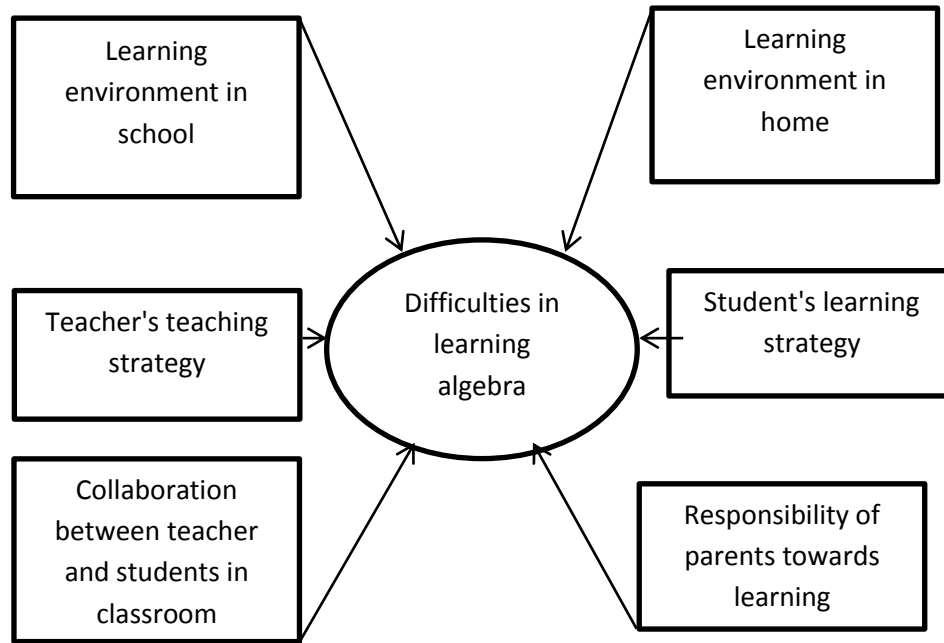 Learning
environment in
school
Learning
environment in
home
Difficulties in
learning
algebra
Teacher's teaching
strategy
Student's learning
strategy
Collaboration
between teacher
and students in
classroom
Responsibility of
parents towards
learning